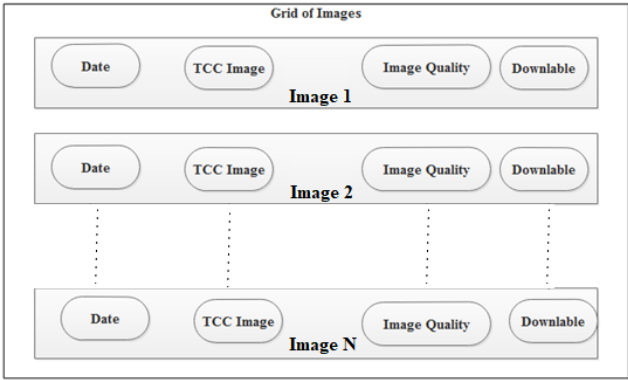 Grid of Images
Date TCC Image Image Quality Downlable
Image 1
Date TCC Image Image Quality Downlable
Image 2
Date TCC Image Image Quality Downlable
Image N